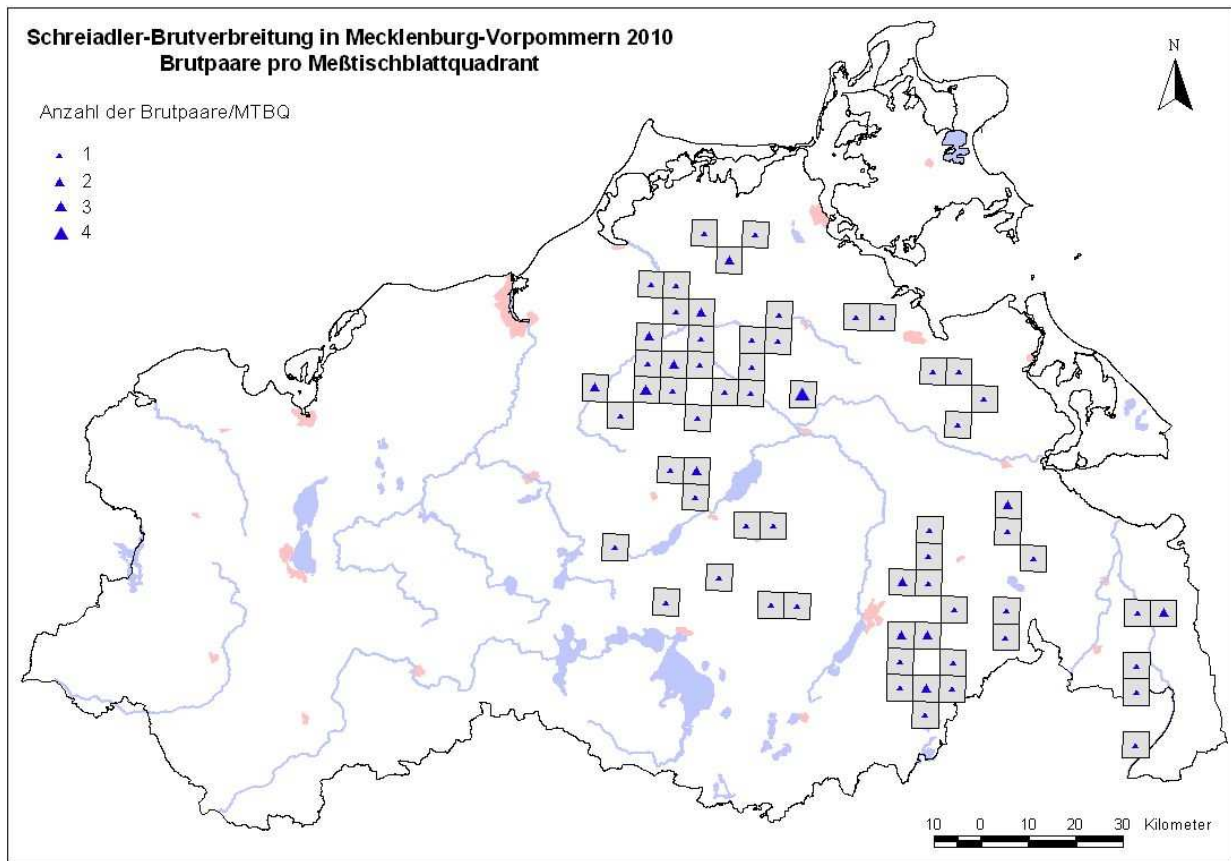 Schreiadler-Brutverbreitung in Mecklenburg-Vorpommern 2010
Brutpaare pro Meßtischblattquadrant
N
Anzahl der Brutpaare/MTBQ
1
2
3
4
10 0 10 20 30 Kilometer